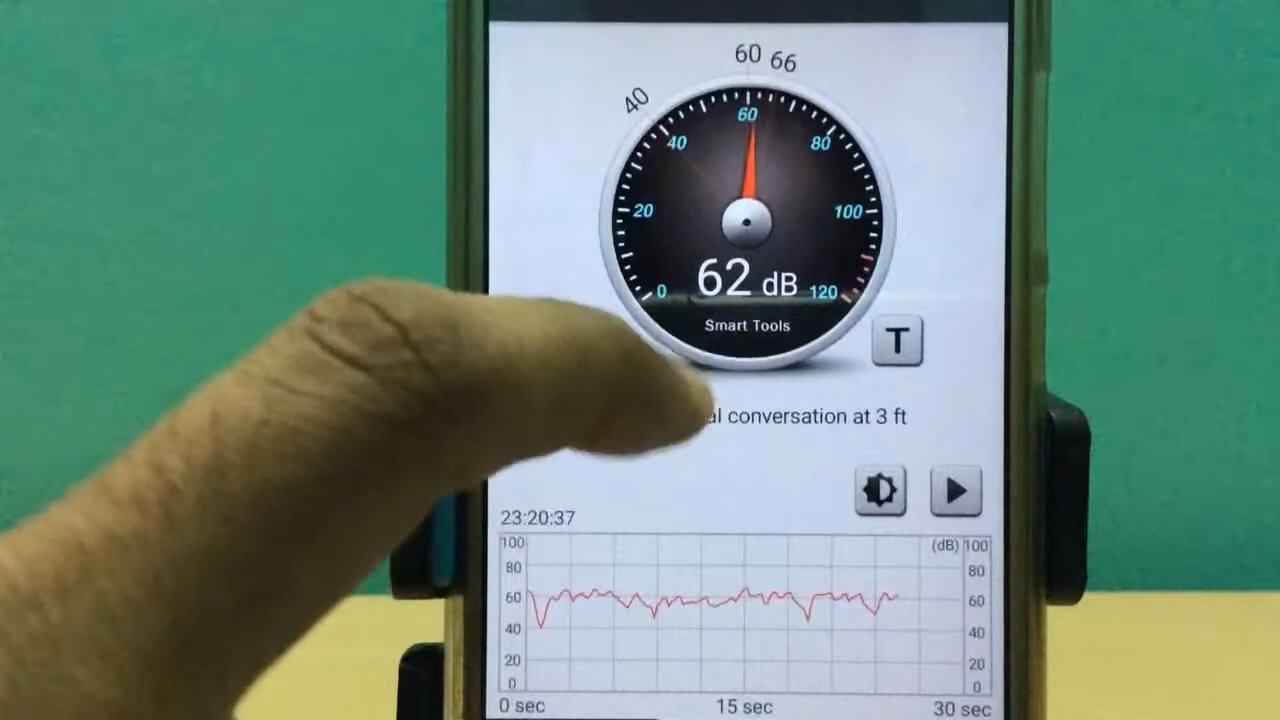 60 66
40
60
40 80
20 100
62 dB
0 120
Smart Tools
T
conversation at 3 ft
23:20:37
100 (dB) 100
80 80
60 60
40 40
20 20
0 0
0 sec 15 sec 30 sec